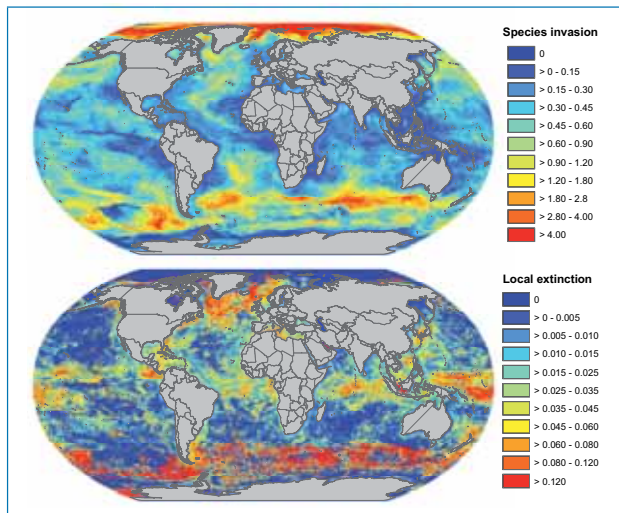 Species invasion
0
> 0 - 0.15
> 0.15 - 0.30
> 0.30 - 0.45
>0.45 - 0.60
> 0.60 - 0.90
> 0.90 - 1.20
> 1.20 - 1.80
> 1.80 - 2.8
> 2.80 - 4.00
> 4.00
Local extinction
0
> 0 - 0.005
> 0.005 - 0.010
> 0.010 - 0.015
> 0.015 - 0.025
> 0.025 - 0.035
> 0.035 - 0.045
> 0.045 - 0.060
> 0.060 - 0.080
> 0.080 - 0.120
> 0.120